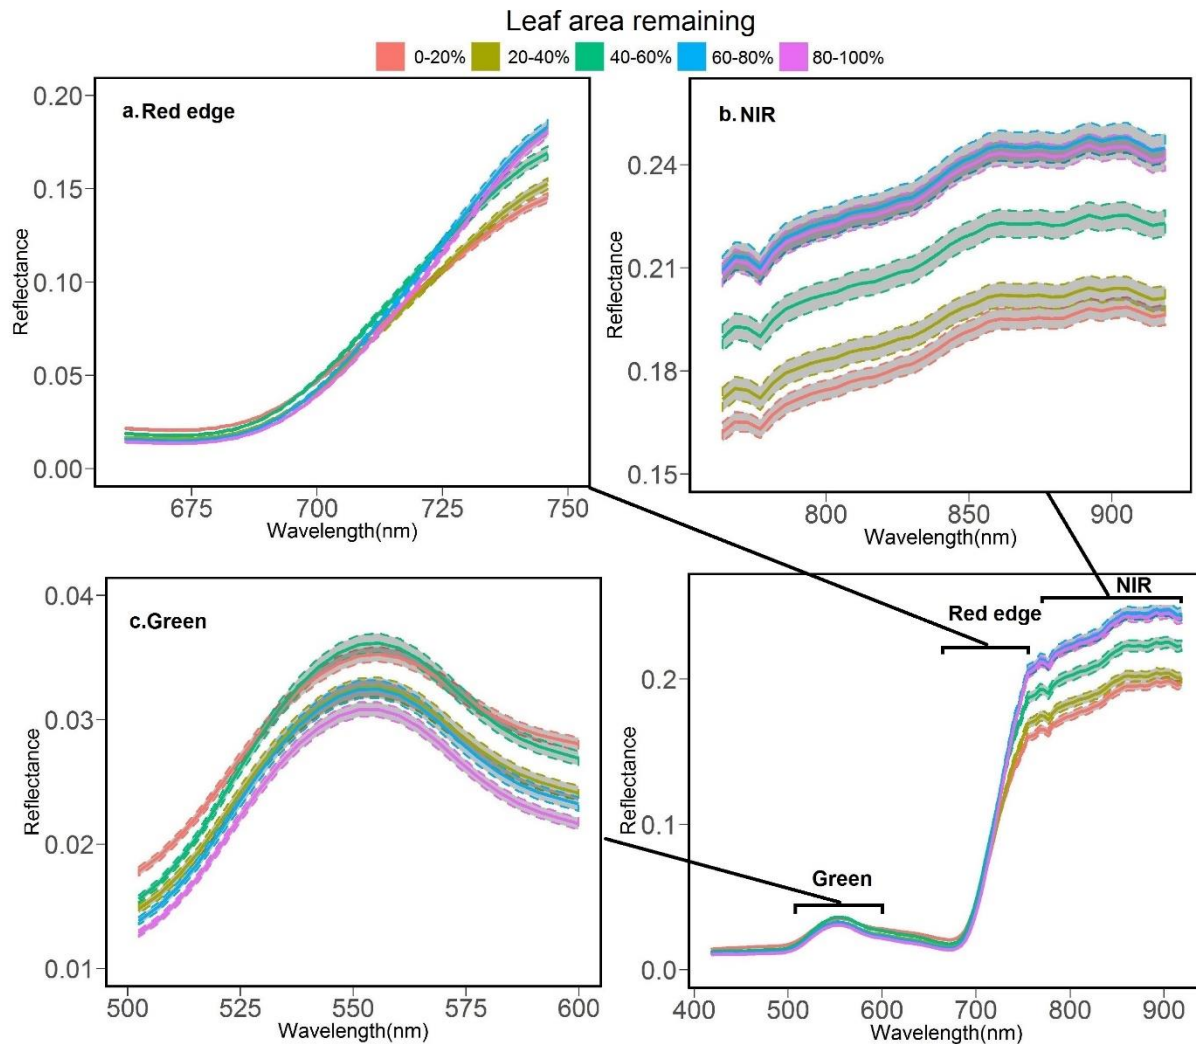 Leaf area remaining
0-20% 20-40% 40-60% 60-80% 80-100%
a. Red edge
0.20
0.15
0.10
0.05
0.00
Reflectance
675 700 725 750
Wavelength(nm)
b. NIR
0.24
0.21
0.18
0.15
Reflectance
800 850 900
Wavelength(nm)
c.Green
0.04
0.03
0.02
0.01
Reflectance
500 525 550 575 600
Wavelength(nm)
NIR
Red edge
Green
0.2
0.1
0.0
Reflectance
400 500 600 700 800 900
Wavelength(nm)